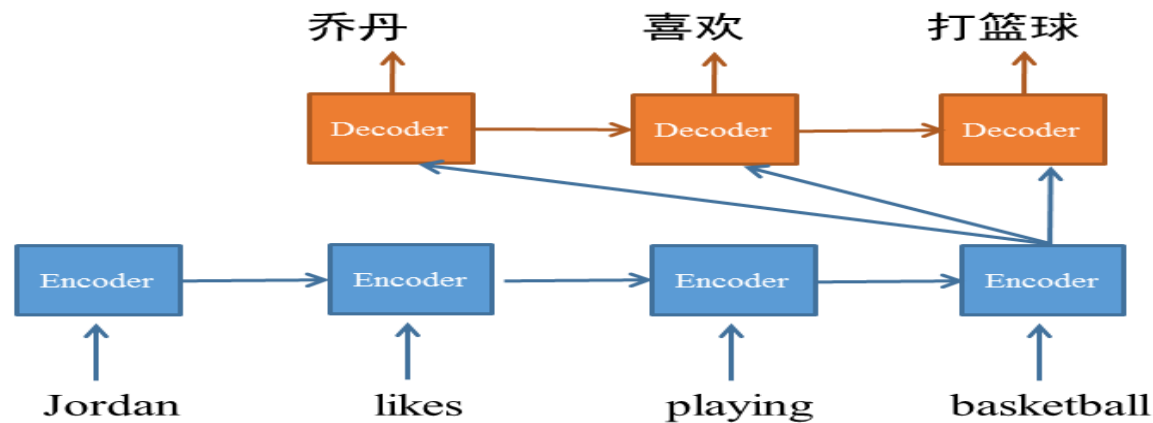 乔丹 喜欢 打篮球
Decoder Decoder Decoder
Encoder Encoder Encoder Encoder
Jordan likes playing basketball